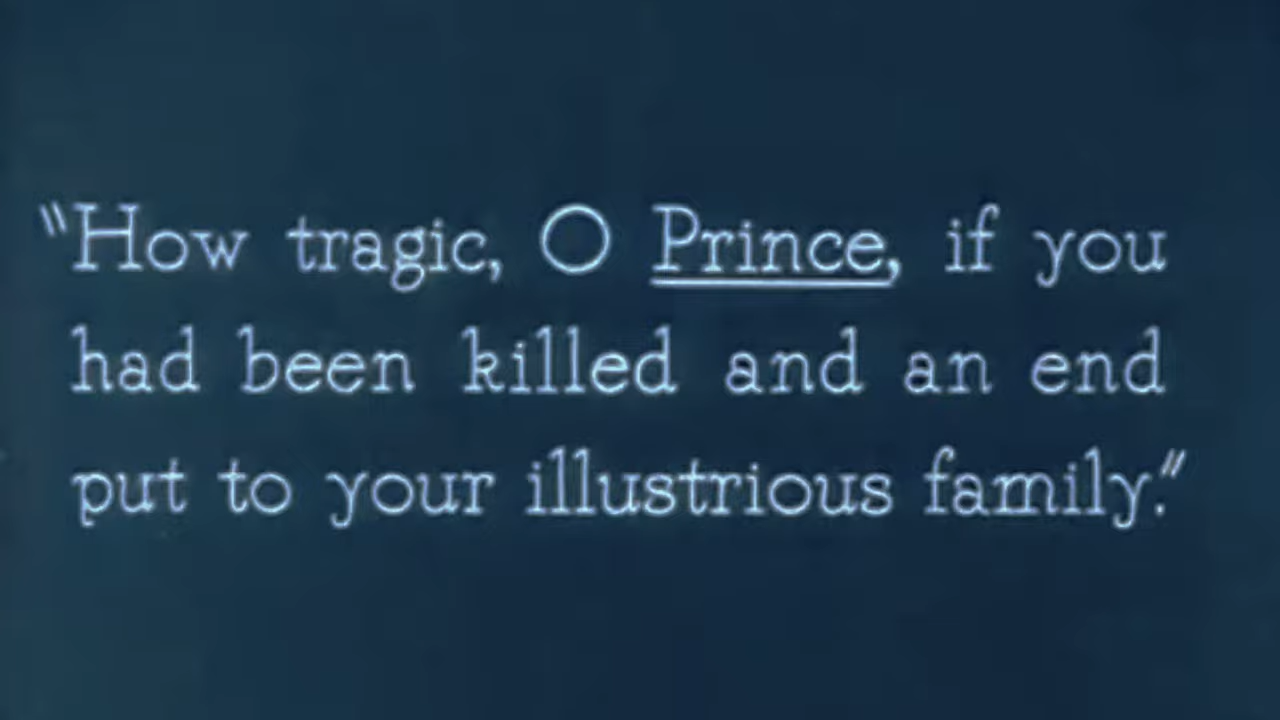 "How tragic, O Prince, if you
had been killed and an end
put to your illustrious family."